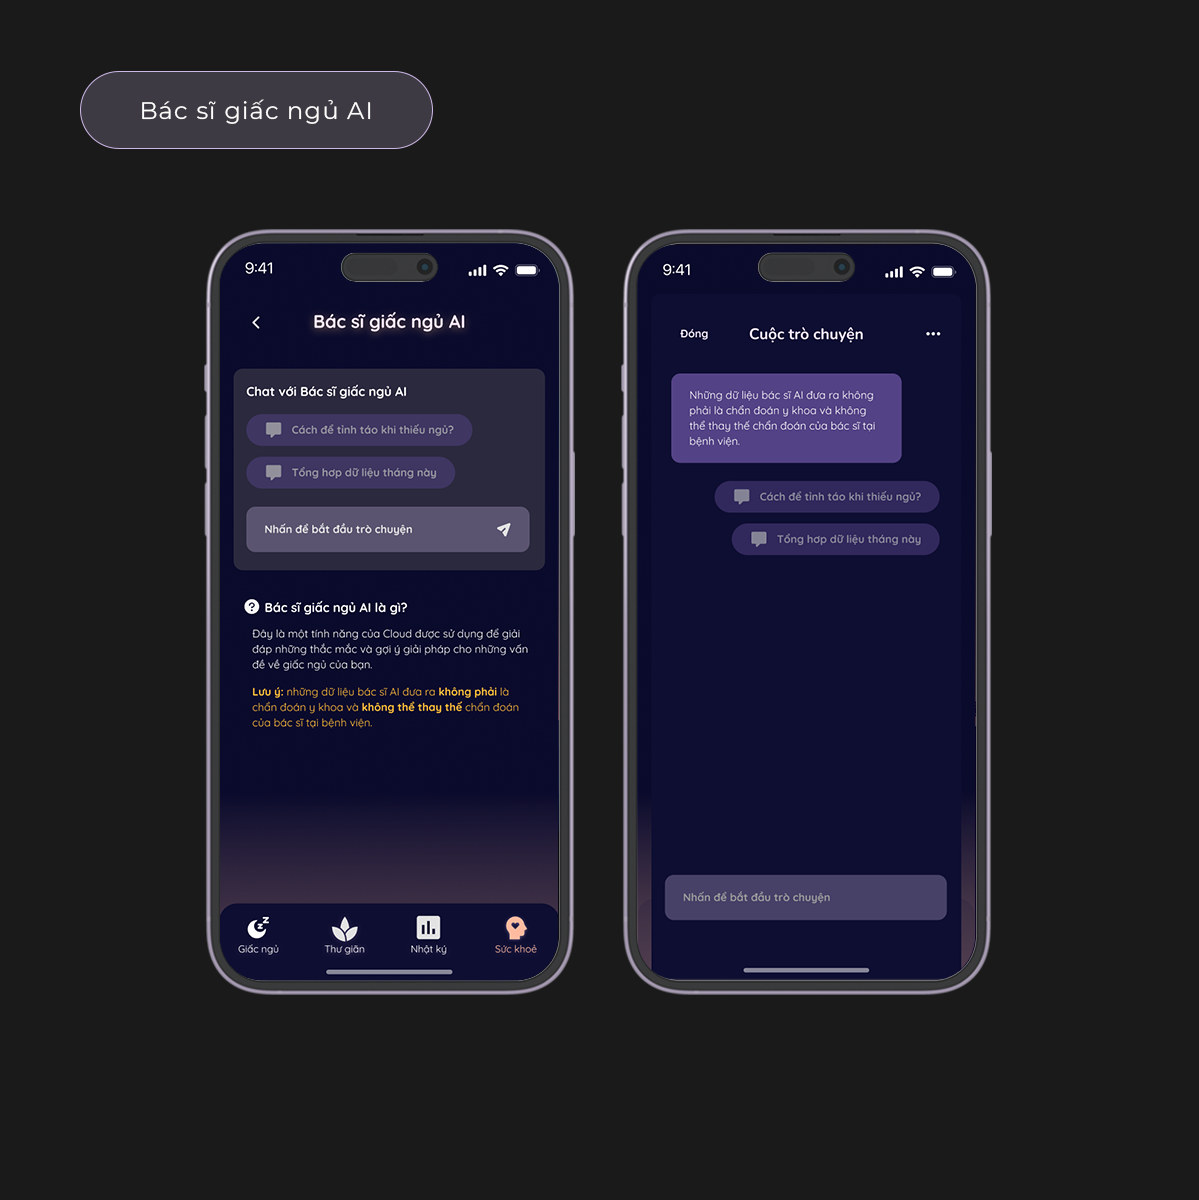 Bác sĩ giấc ngủ AI
9:41
Bác sĩ giấc ngủ AI
Chat với Bác sĩ giấc ngủ AI
Cách để tỉnh táo khi thiếu ngủ?
Tổng hơp dữ liệu tháng này
Nhấn để bắt đầu trò chuyện
Bác sĩ giấc ngủ AI là gì?
Đây là một tính năng của Cloud được sử dụng để giải
đáp những thắc mắc và gợi ý giải pháp cho những vấn
đề về giấc ngủ của bạn.
Lưu ý: những dữ liệu bác sĩ AI đưa ra không phải là
chẩn đoán y khoa và không thể thay thế chẩn đoán
của bác sĩ tại bệnh viện.
Giấc ngủ
Thư giãn
Nhật ký
Sức khoẻ
9:41
Đóng
Cuộc trò chuyện
Những dữ liệu bác sĩ AI đưa ra không
phải là chẩn đoán y khoa và không
thể thay thế chẩn đoán của bác sĩ tại
bệnh viện.
Cách để tỉnh táo khi thiếu ngủ?
Tổng hơp dữ liệu tháng này
Nhấn để bắt đầu trò chuyện